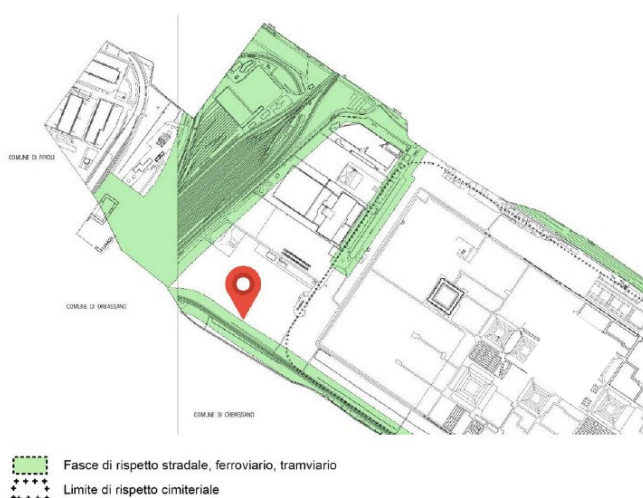 COMUNE DI RIVOLI
COMUNE DI ORBASSANO
COMUNE DI ORBASSANO
Fasce di rispetto stradale, ferroviario, tramviario
Limite di rispetto cimiteriale